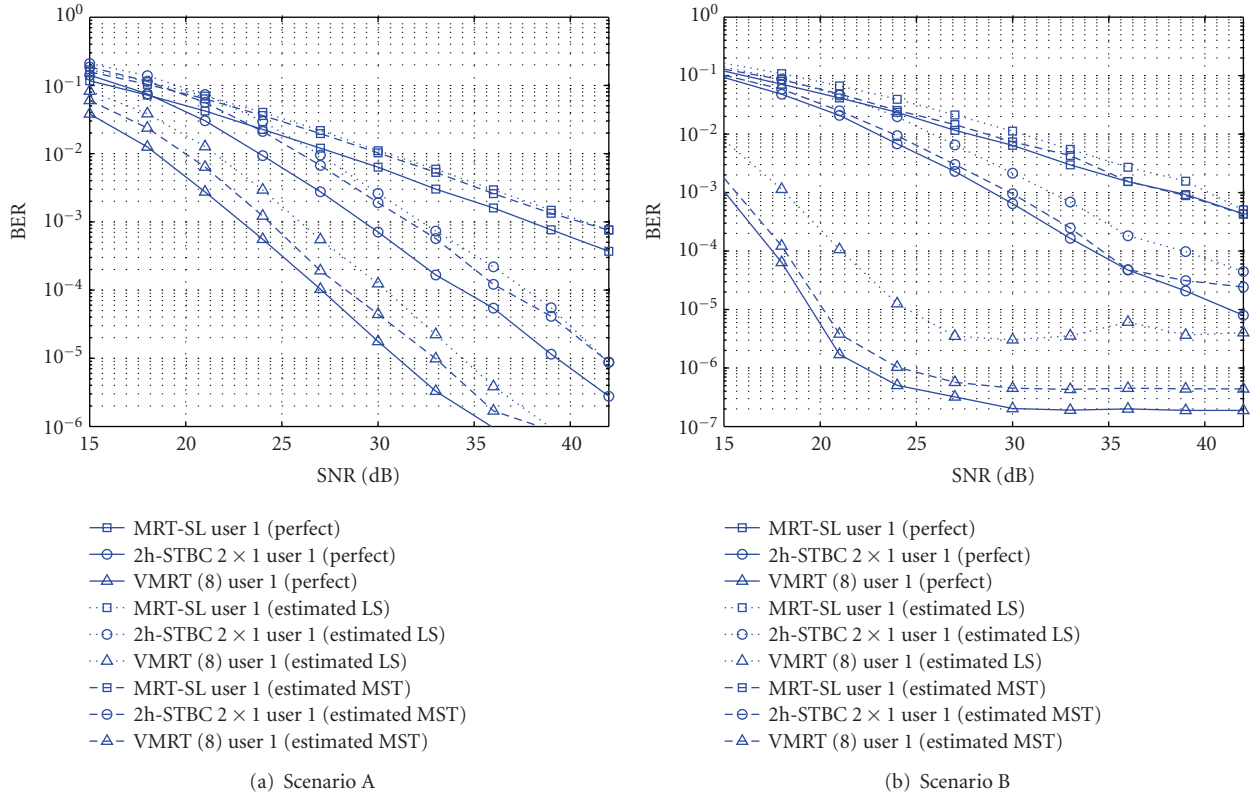 10^0
10^-1
10^-2
10^-3
10^-4
10^-5
10^-6
BER
15 20 25 30 35 40
SNR (dB)
MRT-SL user 1 (perfect)
2h-STBC 2 × 1 user 1 (perfect)
VMRT (8) user 1 (perfect)
MRT-SL user 1 (estimated LS)
2h-STBC 2 × 1 user 1 (estimated LS)
VMRT (8) user 1 (estimated LS)
MRT-SL user 1 (estimated MST)
2h-STBC 2 × 1 user 1 (estimated MST)
VMRT (8) user 1 (estimated MST)
(a) Scenario A
10^0
10^-1
10^-2
10^-3
10^-4
10^-5
10^-6
10^-7
BER
15 20 25 30 35 40
SNR (dB)
MRT-SL user 1 (perfect)
2h-STBC 2 × 1 user 1 (perfect)
VMRT (8) user 1 (perfect)
MRT-SL user 1 (estimated LS)
2h-STBC 2 × 1 user 1 (estimated LS)
VMRT (8) user 1 (estimated LS)
MRT-SL user 1 (estimated MST)
2h-STBC 2 × 1 user 1 (estimated MST)
VMRT (8) user 1 (estimated MST)
(b) Scenario B